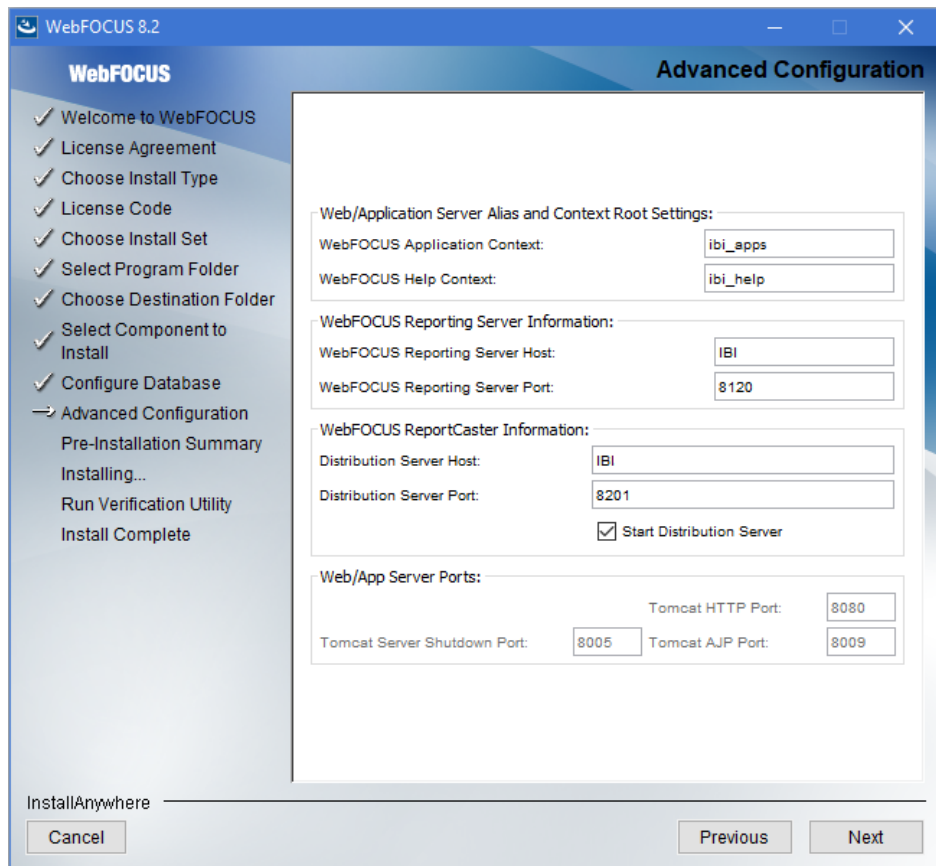 WebFOCUS 8.2
WebFOCUS
Advanced Configuration
Welcome to WebFOCUS
License Agreement
Choose Install Type
License Code
Choose Install Set
Select Program Folder
Choose Destination Folder
Select Component to
Install
Configure Database
Advanced Configuration
Pre-Installation Summary
Installing...
Run Verification Utility
Install Complete
Web/Application Server Alias and Context Root Settings:
WebFOCUS Application Context: ibi_apps
WebFOCUS Help Context: ibi_help
WebFOCUS Reporting Server Information:
WebFOCUS Reporting Server Host: IBI
WebFOCUS Reporting Server Port: 8120
WebFOCUS ReportCaster Information:
Distribution Server Host: IBI
Distribution Server Port: 8201
Start Distribution Server
Web/App Server Ports:
Tomcat HTTP Port: 8080
Tomcat Server Shutdown Port: 8005 Tomcat AJP Port: 8009
InstallAnywhere
Cancel Previous Next